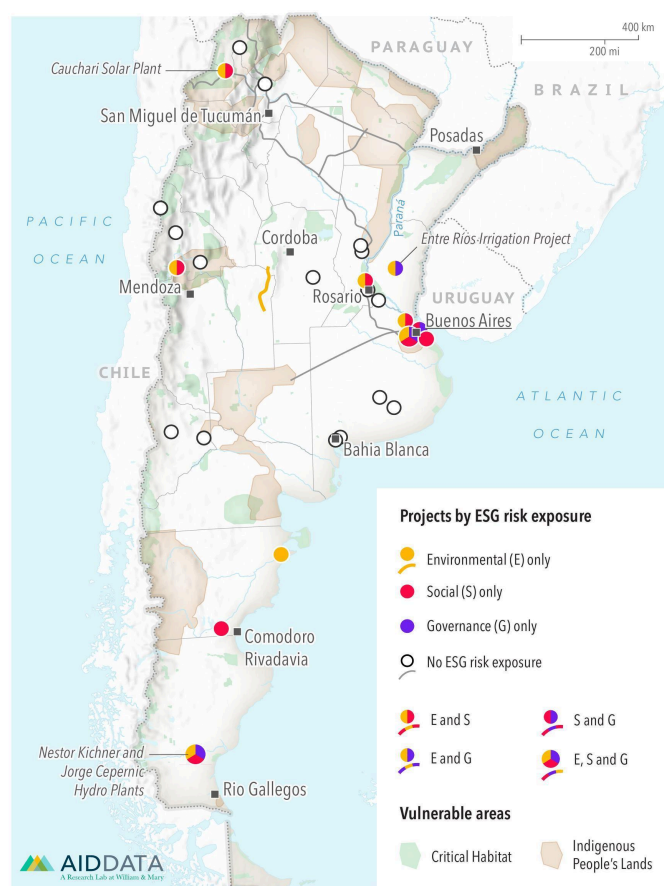 400 km
200 mi
PARAGUAY
BRAZIL
Cauchari Solar Plant
San Miguel de Tucumán
Posadas
PACIFIC
OCEAN
Paraná
Cordoba
Entre Ríos Irrigation Project
Mendoza
Rosario
URUGUAY
Buenos Aires
CHILE
ATLANTIC
OCEAN
Bahia Blanca
Projects by ESG risk exposure
Environmental (E) only
Social (S) only
Governance (G) only
No ESG risk exposure
E and S
S and G
E and G
E, S and G
Vulnerable areas
Critical Habitat
Indigenous
People's Lands
Comodoro
Rivadavia
Nestor Kichner and
Jorge Cepernic
Hydro Plants
Rio Gallegos
AIDDATA
A Research Lab at William & Mary